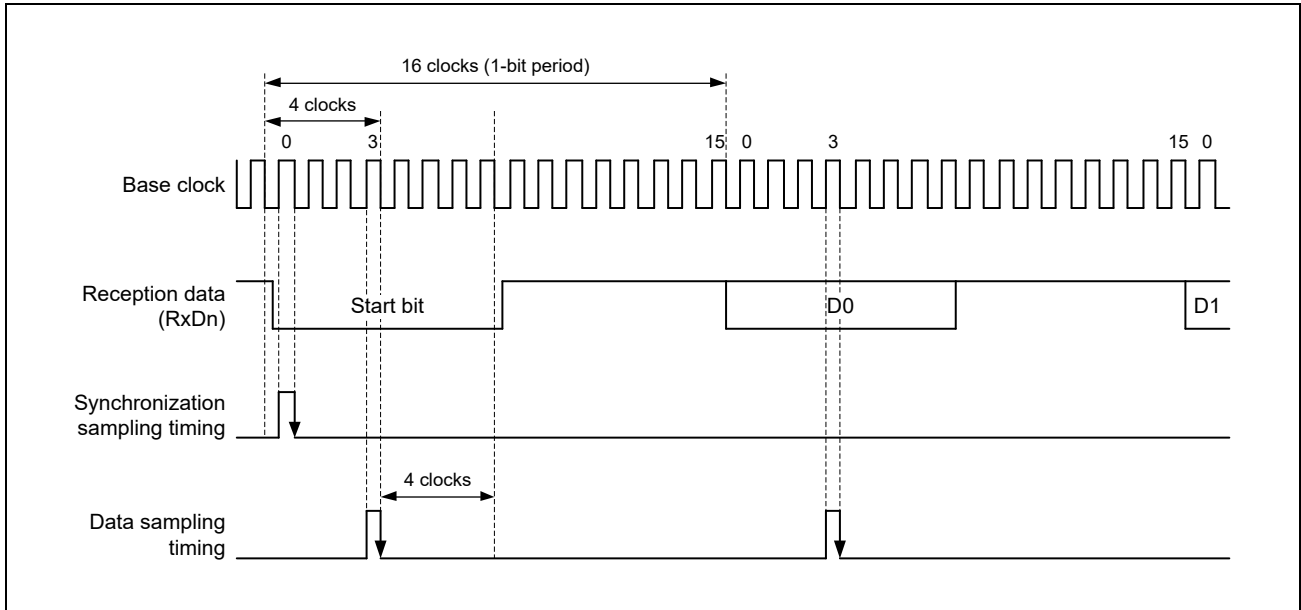 16 clocks (1-bit period)
4 clocks
0 3 15 0 3 15 0
Base clock
Reception data
(RxDn)
Start bit D0 D1
Synchronization
sampling timing
4 clocks
Data sampling
timing